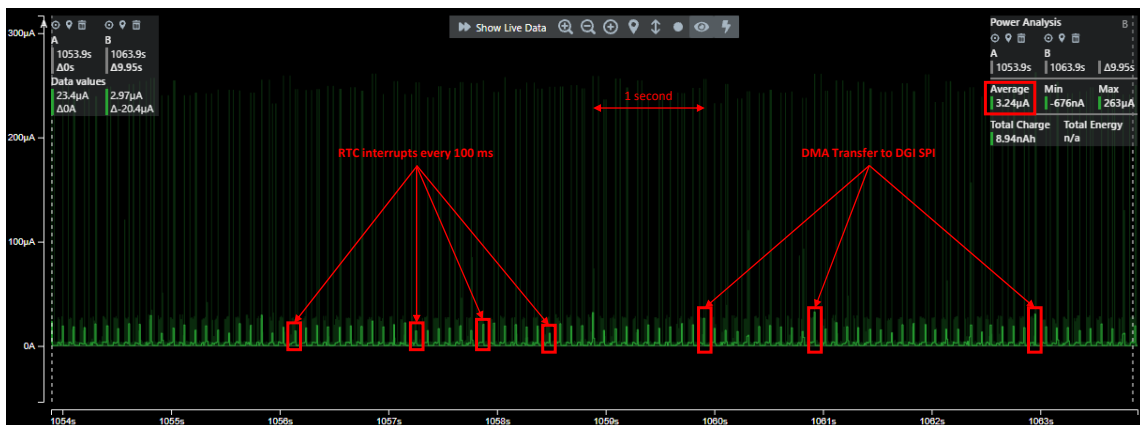 A
A B
1053.9s 1063.9s
Δ0s Δ9.95s
Data values
23.4µA 2.97µA
Δ0A Δ-20.4µA
Show Live Data
Power Analysis B
A B
1053.9s 1063.9s Δ9.95s
Average Min Max
3.24µA -676nA 263µA
Total Charge Total Energy
8.94nAh n/a
300µA
200µA
100µA
0A
1 second
RTC interrupts every 100 ms
DMA Transfer to DGI SPI
1054s 1055s 1056s 1057s 1058s 1059s 1060s 1061s 1062s 1063s